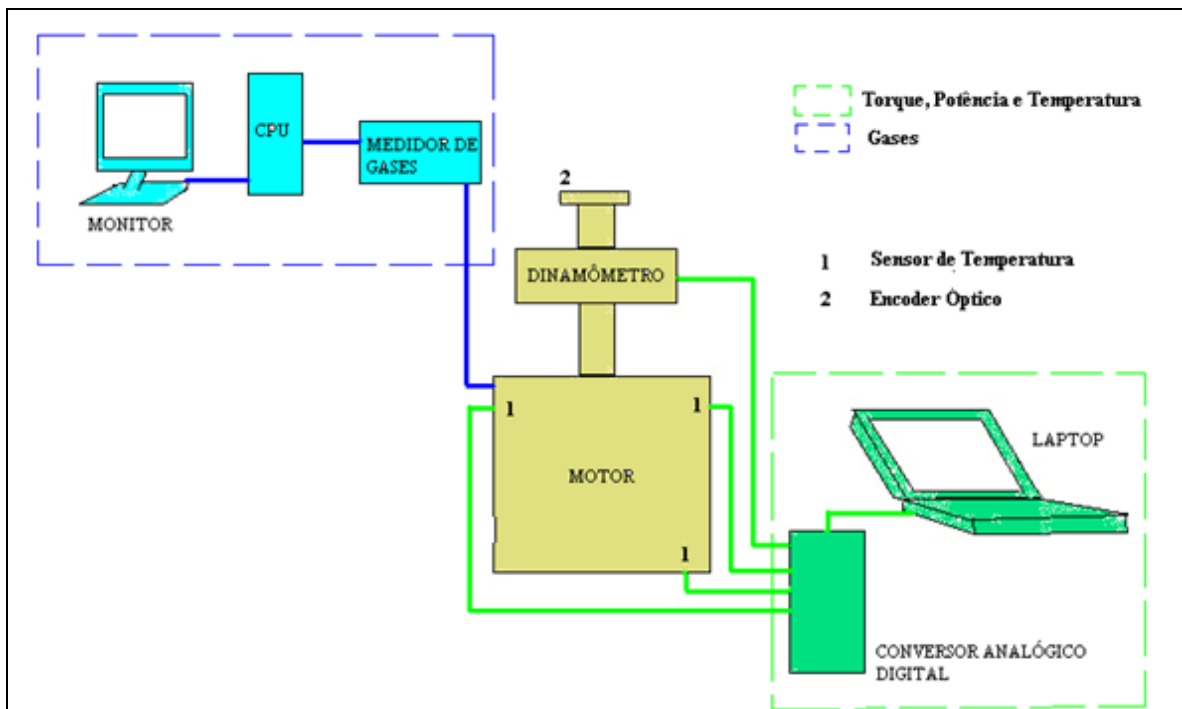 CPU
MEDIDOR DE
GASES
MONITOR
Torque, Potência e Temperatura
Gases
2
DINAMÔMETRO
1 Sensor de Temperatura
2 Encoder Óptico
1
1
MOTOR
1
LAPTOP
CONVERSOR ANALÓGICO
DIGITAL